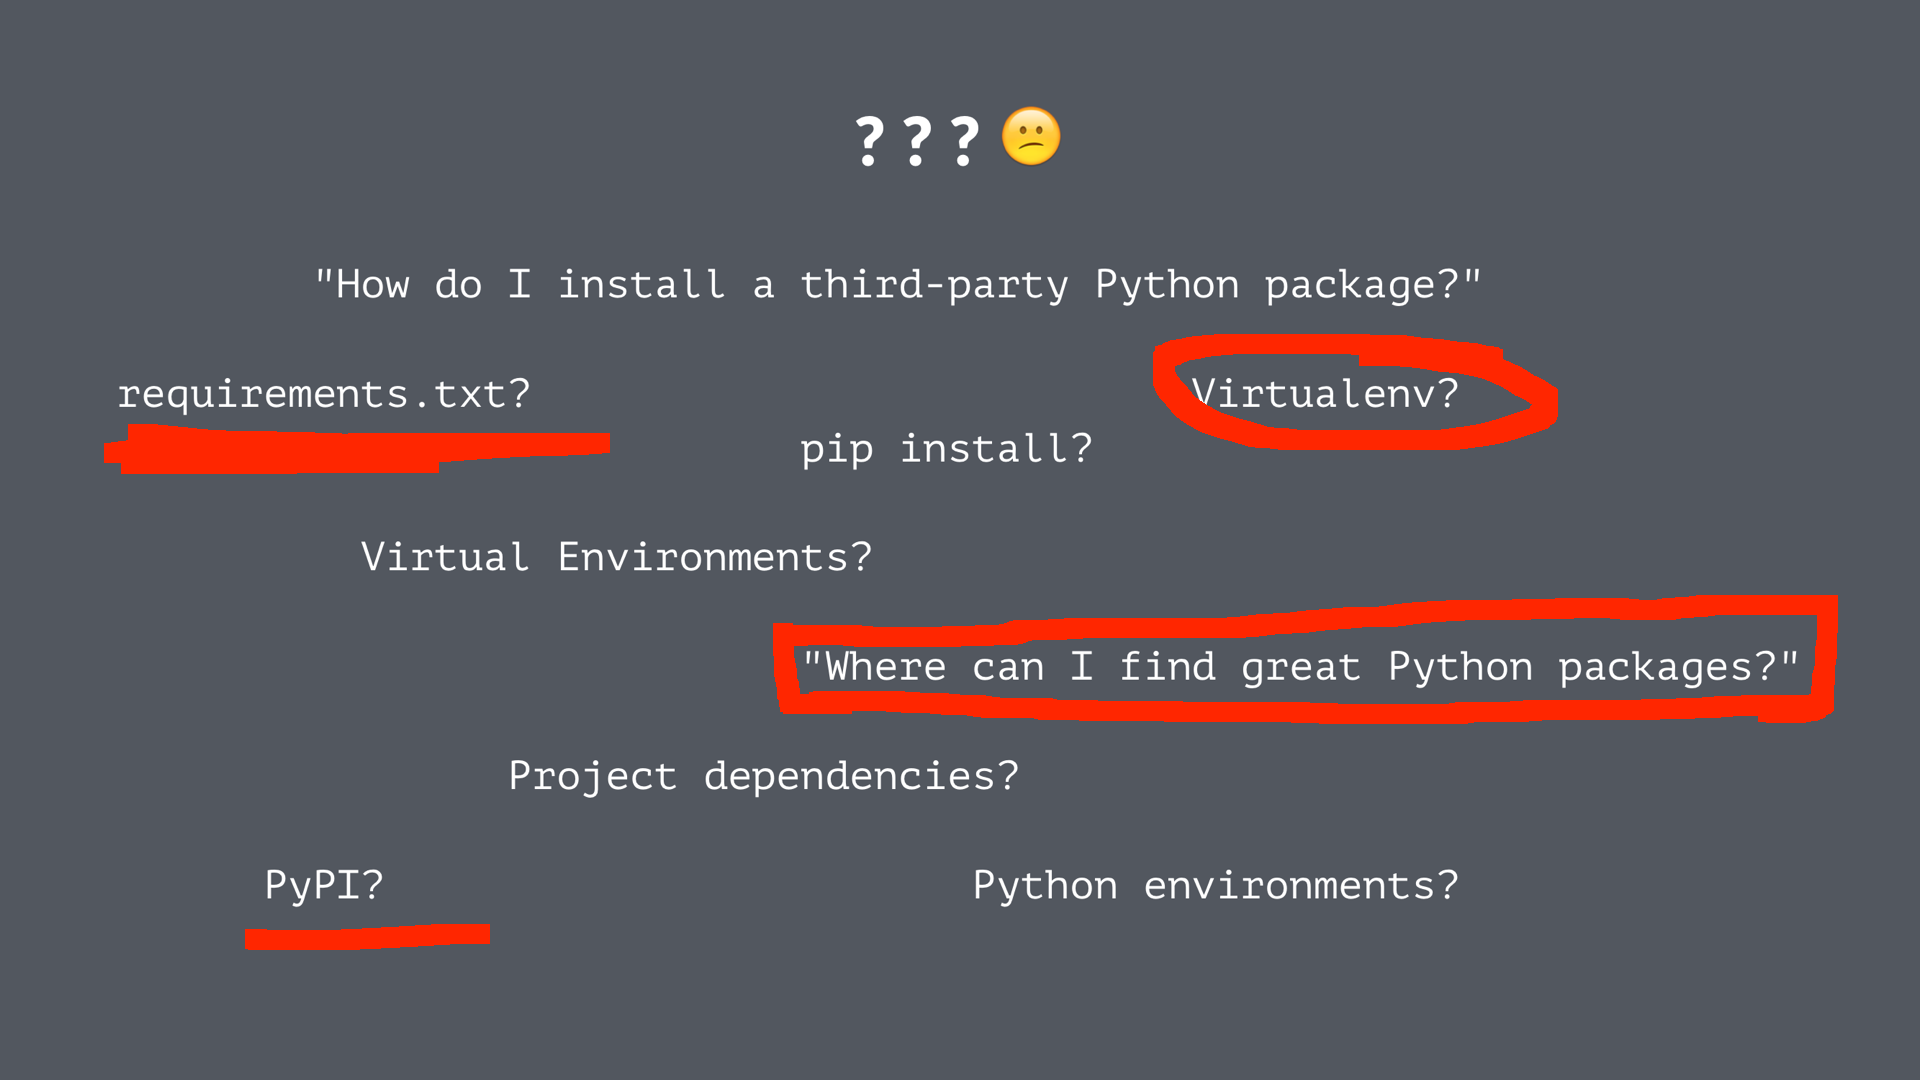 ???😕
"How do I install a third-party Python package?"
requirements.txt?
Virtualenv?
pip install?
Virtual Environments?
"Where can I find great Python packages?"
Project dependencies?
PyPI?
Python environments?